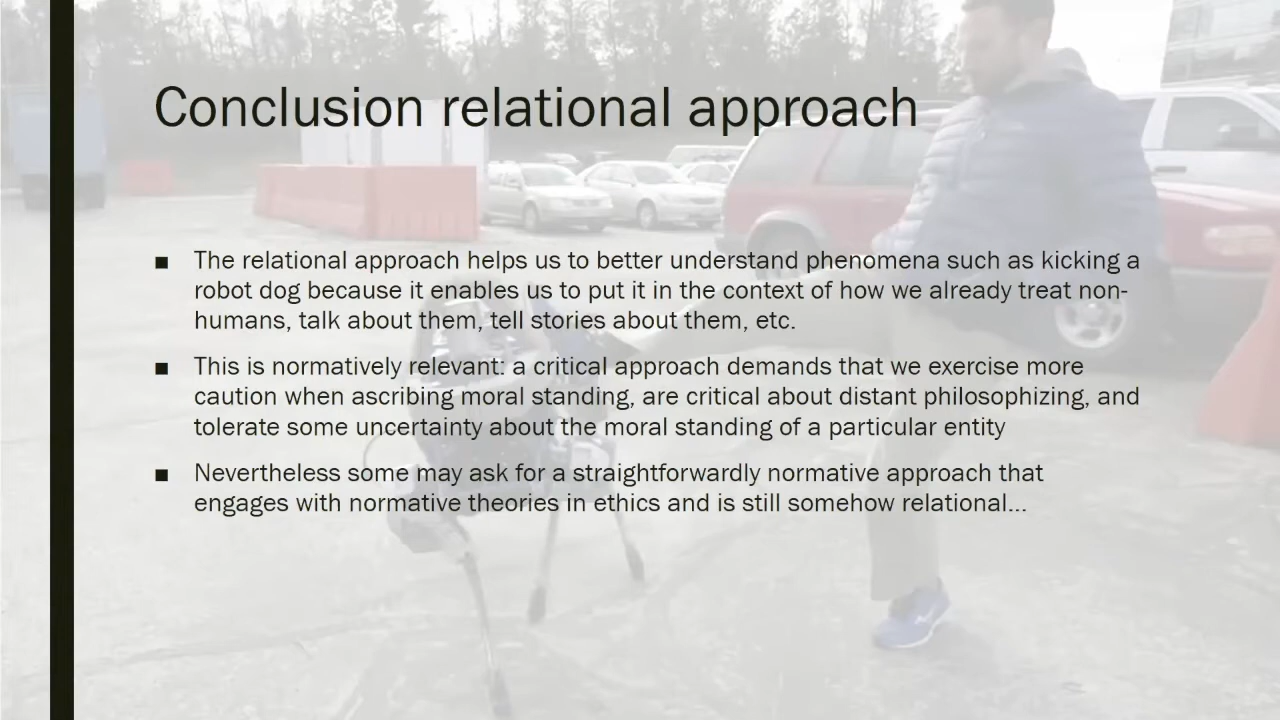 Conclusion relational approach
■ The relational approach helps us to better understand phenomena such as kicking a
robot dog because it enables us to put it in the context of how we already treat non-
humans, talk about them, tell stories about them, etc.
■ This is normatively relevant: a critical approach demands that we exercise more
caution when ascribing moral standing, are critical about distant philosophizing, and
tolerate some uncertainty about the moral standing of a particular entity
■ Nevertheless some may ask for a straightforwardly normative approach that
engages with normative theories in ethics and is still somehow relational...